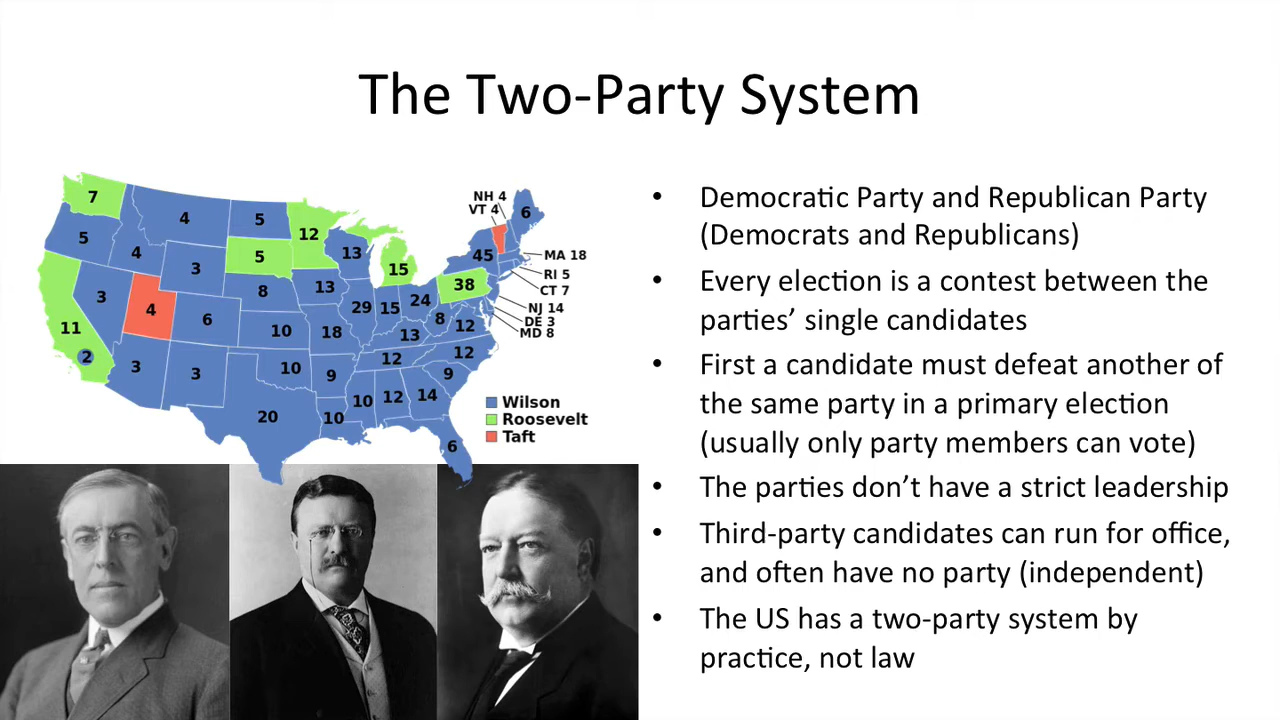 The Two-Party System
7
4
5
12
NH 4
VT 4
6
5
4
3
5
13
15
45
MA 18
RI 5
CT 7
38
NJ 14
DE 3
MD 8
3
4
6
8
13
29
15
24
8
12
11
2
10
18
13
12
12
3
3
10
9
9
10
12
14
20
10
6
Wilson
Roosevelt
Taft
• Democratic Party and Republican Party
(Democrats and Republicans)
• Every election is a contest between the
parties’ single candidates
• First a candidate must defeat another of
the same party in a primary election
(usually only party members can vote)
• The parties don’t have a strict leadership
• Third-party candidates can run for office,
and often have no party (independent)
• The US has a two-party system by
practice, not law